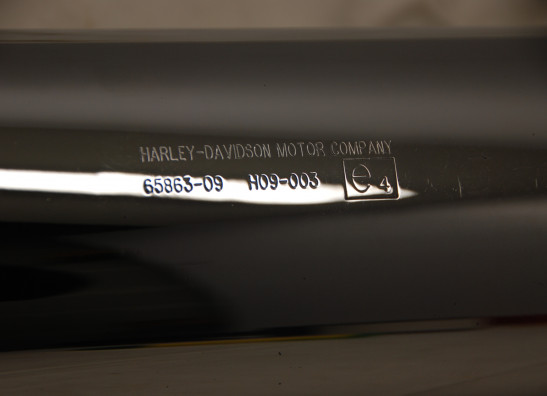 HARLEY-DAVIDSON MOTOR COMPANY
65863-09 H09-003 e4